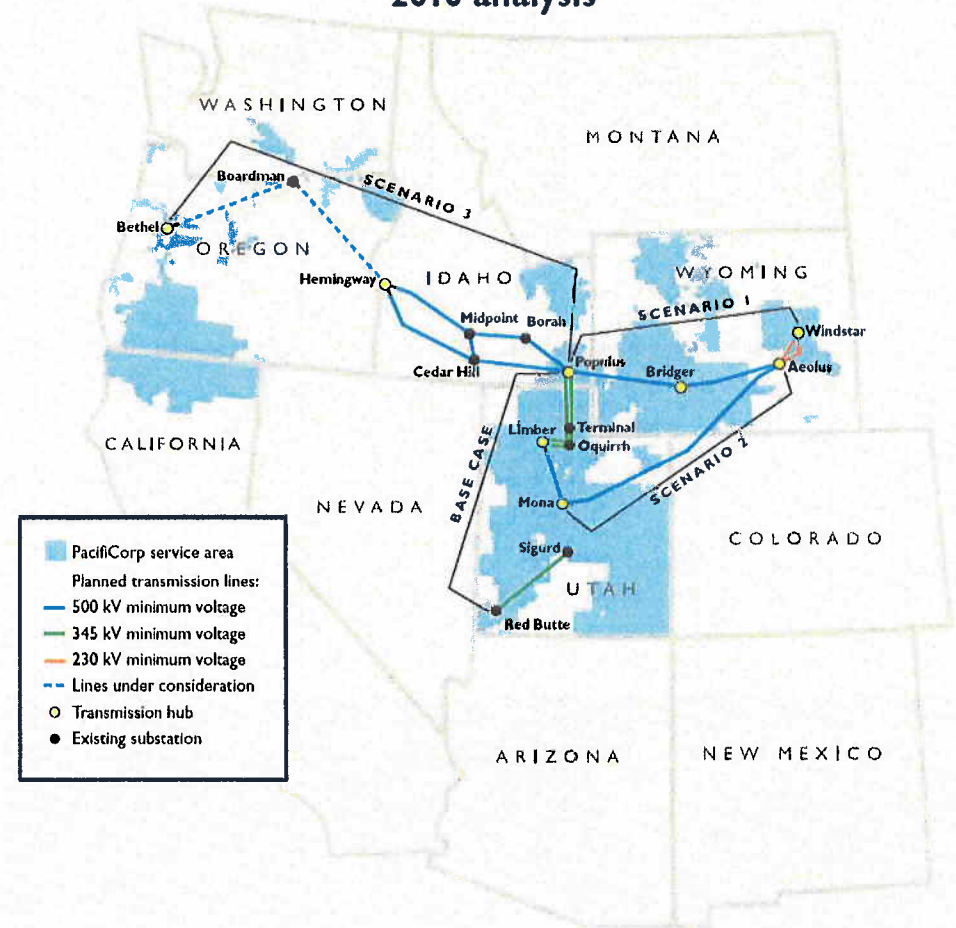 2010 analysis
WASHINGTON
MONTANA
Boardman
SCENARIO 3
Bethel
OREGON
Hemingway
IDAHO
WYOMING
SCENARIO 1
Midpoint
Borah
Windstar
Cedar Hill
Populus
Bridger
Aeolus
CALIFORNIA
BASE CASE
Limber
Terminal
Oquirrh
SCENARIO 2
NEVADA
Mona
COLORADO
Sigurd
UTAH
Red Butte
PacifiCorp service area
Planned transmission lines:
500 kV minimum voltage
345 kV minimum voltage
230 kV minimum voltage
Lines under consideration
Transmission hub
Existing substation
ARIZONA
NEW MEXICO